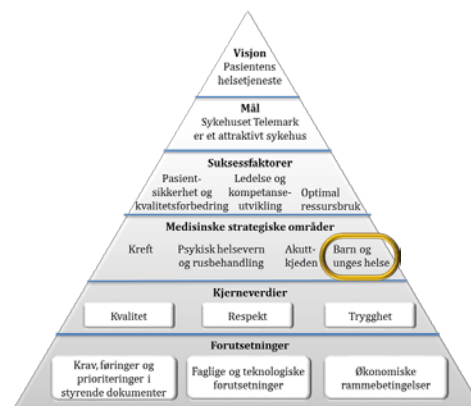 Visjon
Pasientens
helsetjeneste
Mål
Sykehuset Telemark
er et attraktivt sykehus
Suksessfaktorer
Pasient-
sikkerhet og
kvalitetsforbedring
Ledelse og
kompetanse-
utvikling
Optimal
ressursbruk
Medisinske strategiske områder
Kreft
Psykisk helsevern
og rusbehandling
Akutt-
kjeden
Barn og
unges helse
Kjerneverdier
Kvalitet
Respekt
Trygghet
Forutsetninger
Krav, føringer og
prioriteringer i
styrende dokumenter
Faglige og teknologiske
forutsetninger
Økonomiske
rammebetingelser